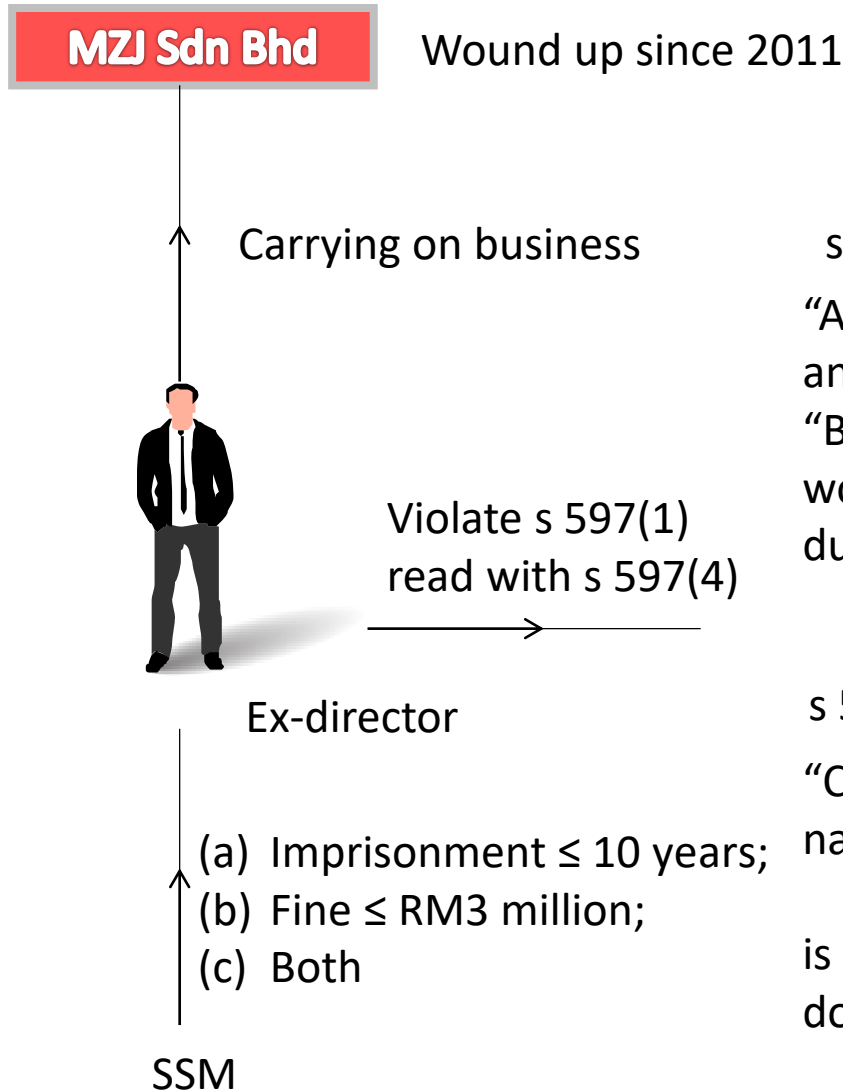 MZJ Sdn Bhd
Wound up since 2011
Carrying on business
Violate s 597(1)
read with s 597(4)
Ex-director
(a) Imprisonment ≤ 10 years;
(b) Fine ≤ RM3 million;
(c) Both
SSM
s
“A
an
“B
wo
du
s 5
“C
na
is
do